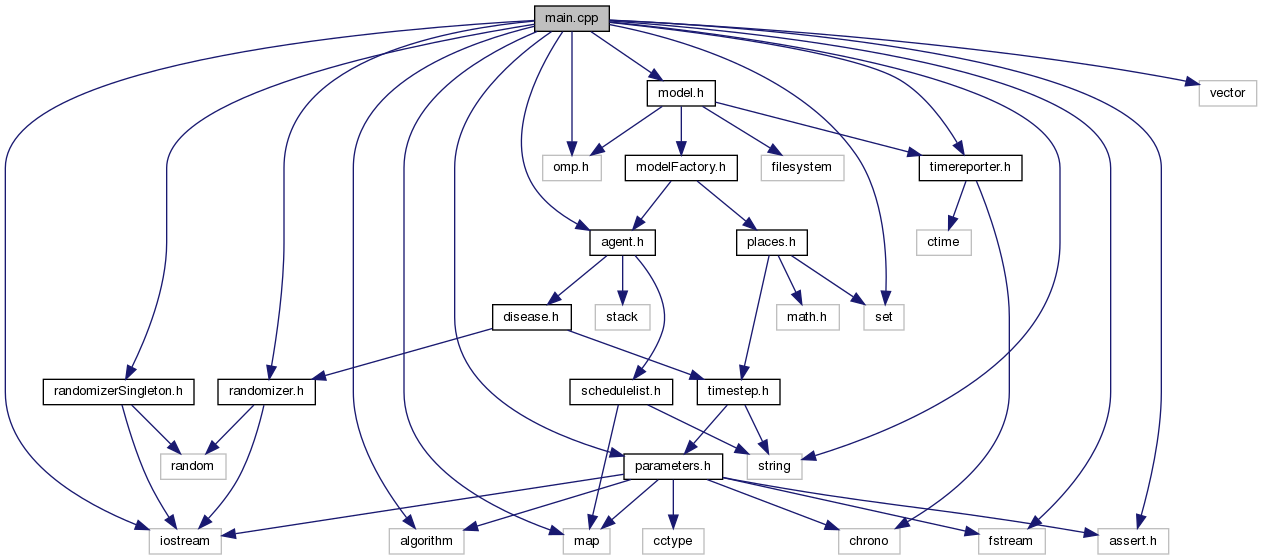 main.cpp
model.h
vector
omp.h
modelFactory.h
filesystem
timereporter.h
agent.h
places.h
ctime
disease.h
stack
math.h
set
randomizerSingleton.h
randomizer.h
schedulelist.h
timestep.h
random
parameters.h
string
iostream
algorithm
map
cctype
chrono
fstream
assert.h